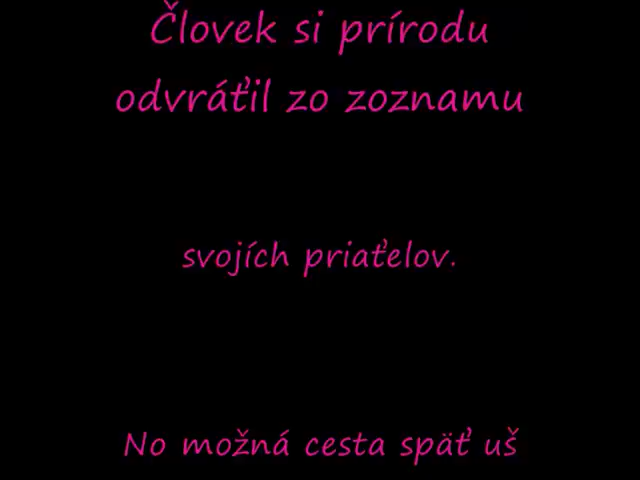 Človek si prírodu
odvráťil zo zoznamu
svojích priaťelov.
No možná cesta späť uš